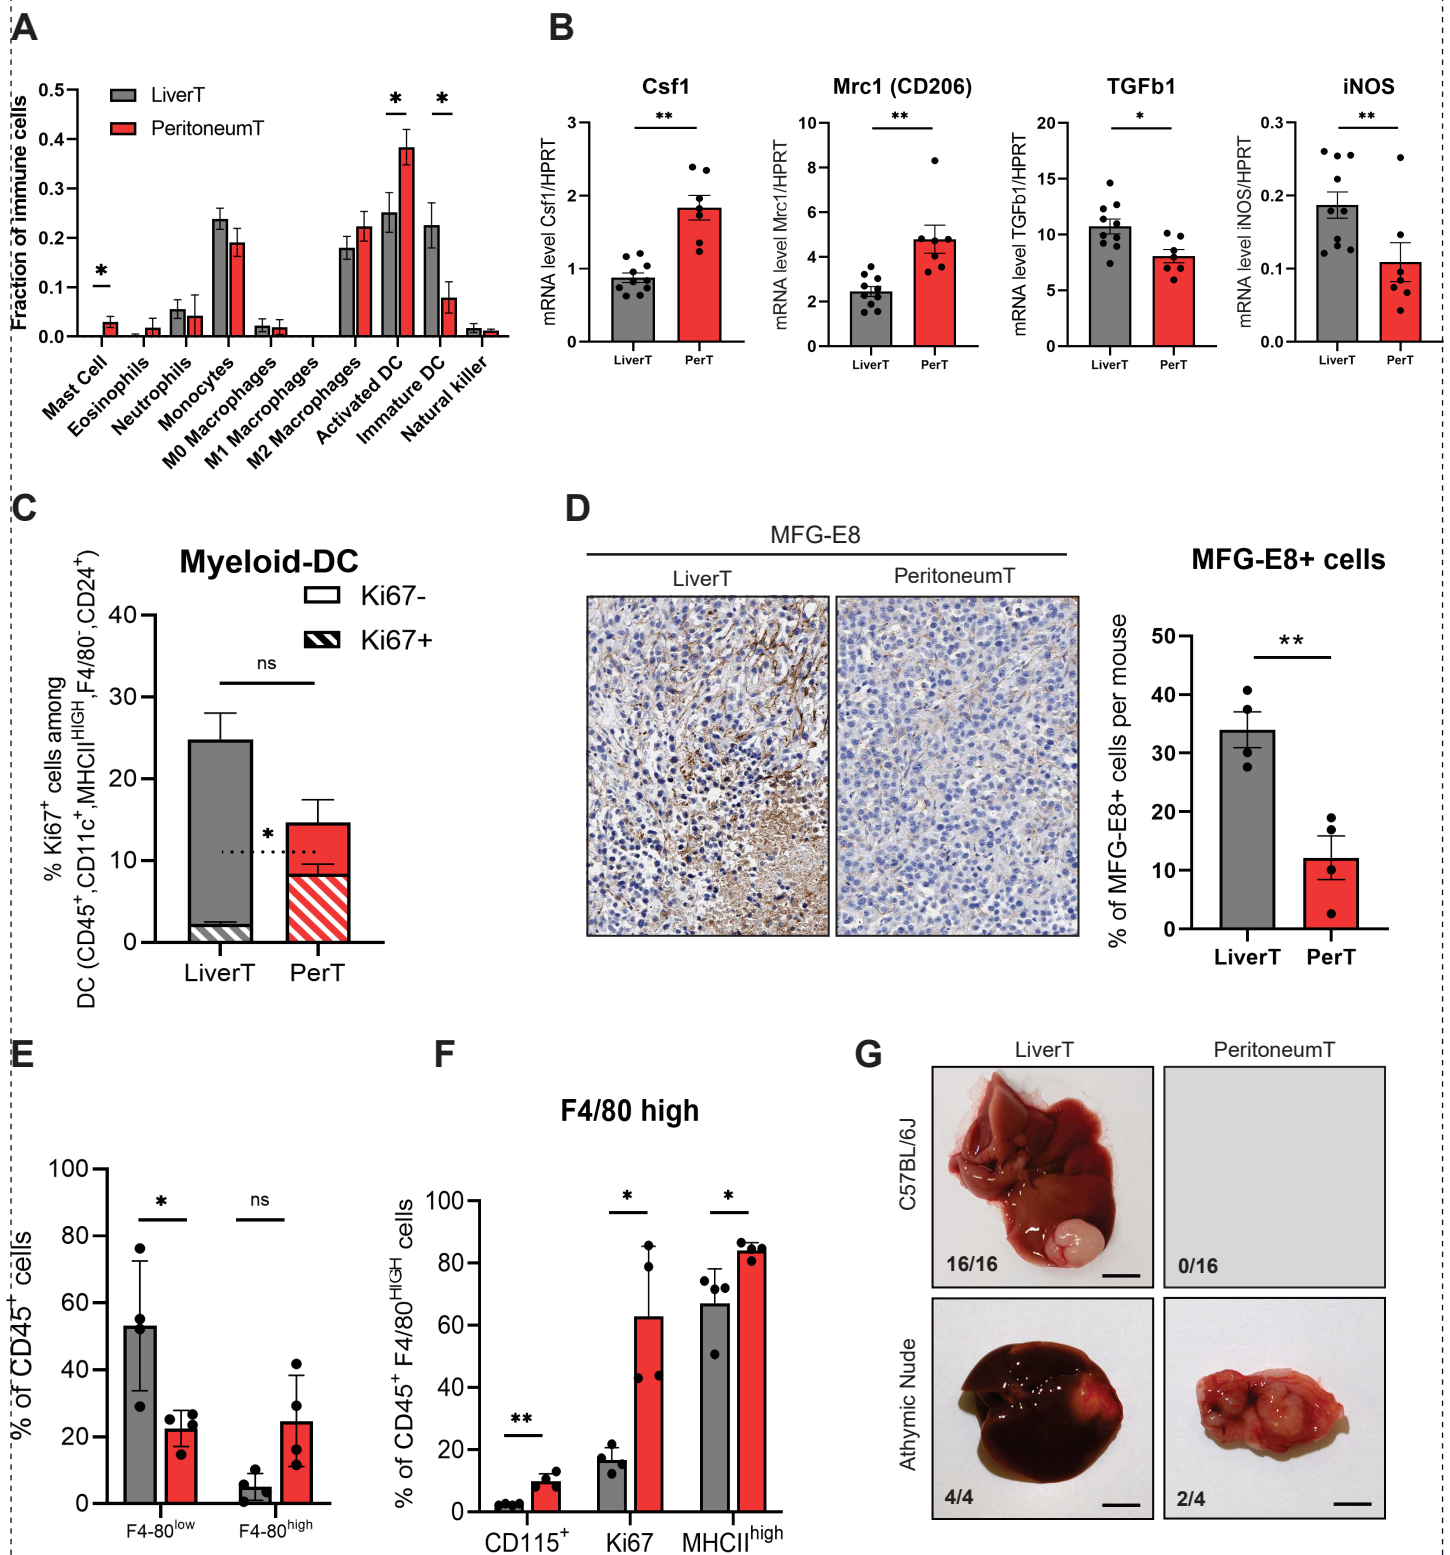 A
LiverT
PeritoneumT
Fraction of immune cells
0.5
0.4
0.3
0.2
0.1
0.0
*
*
*
Mast Cell
Eosinophils
Neutrophils
Monocytes
M0 Macrophages
M1 Macrophages
M2 Macrophages
Activated DC
Immature DC
Natural killer
B
Csf1
mRNA level Csf1/HPRT
3
2
1
0
**
LiverT PerT
Mrc1 (CD206)
mRNA level Mrc1/HPRT
10
8
6
4
2
0
**
LiverT PerT
TGFb1
mRNA level TGFb1/HPRT
20
15
10
5
0
*
LiverT PerT
iNOS
mRNA level iNOS/HPRT
0.3
0.2
0.1
0.0
**
LiverT PerT
C
Myeloid-DC
Ki67-
Ki67+
% Ki67⁺ cells among
DC (CD45⁺,CD11c⁺,MHCIIᴴᴵᴳᴴ,F4/80⁻,CD24⁺)
40
30
20
10
0
ns
*
LiverT PerT
D
MFG-E8
LiverT PeritoneumT
MFG-E8+ cells
% of MFG-E8+ cells per mouse
50
40
30
20
10
0
**
LiverT PerT
E
% of CD45⁺ cells
100
80
60
40
20
0
*
ns
F4-80ˡᵒʷ F4-80ʰⁱᵍʰ
F
F4/80 high
% of CD45⁺ F4/80ᴴᴵᴳᴴ cells
100
80
60
40
20
0
**
*
*
CD115⁺ Ki67 MHCIIʰⁱᵍʰ
G
LiverT PeritoneumT
C57BL/6J
16/16
0/16
Athymic Nude
4/4
2/4